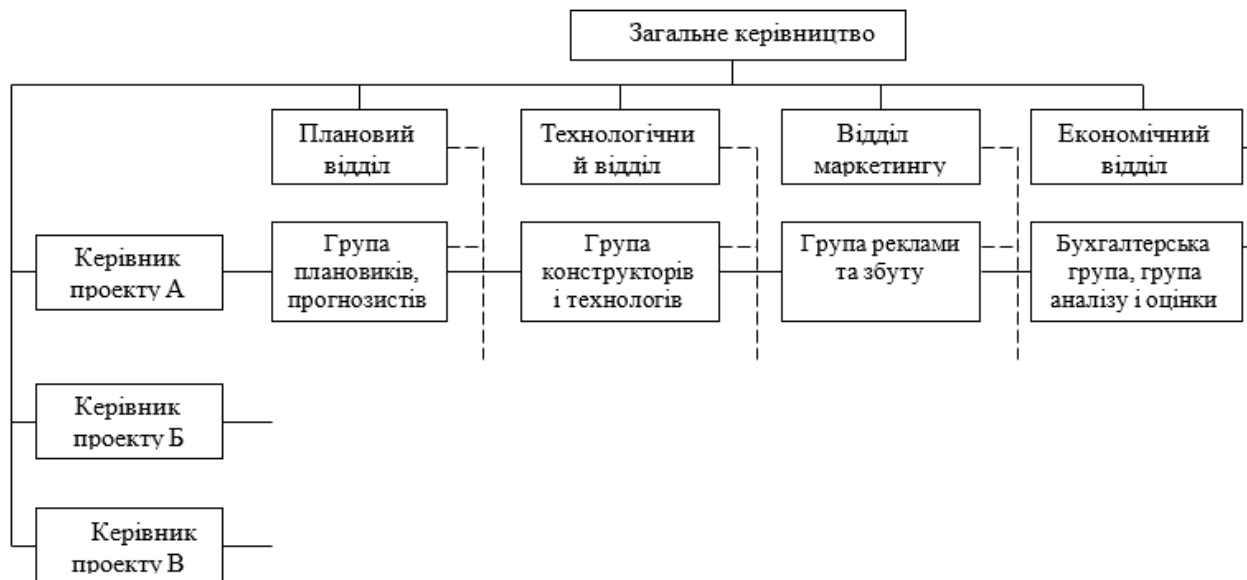 Загальне керівництво
Плановий
відділ
Технологічни
й відділ
Відділ
маркетингу
Економічний
відділ
Керівник
проекту А
Група
плановиків,
прогнозистів
Група
конструкторів
і технологів
Група реклами
та збуту
Бухгалтерська
група, група
аналізу і оцінки
Керівник
проекту Б
Керівник
проекту В